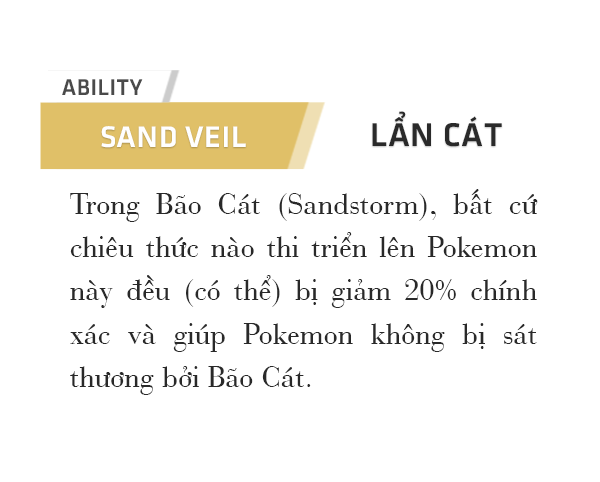 ABILITY
SAND VEIL
LẨN CÁT
Trong Bão Cát (Sandstorm), bất cứ
chiêu thức nào thi triển lên Pokemon
này đều (có thể) bị giảm 20% chính
xác và giúp Pokemon không bị sát
thương bởi Bão Cát.